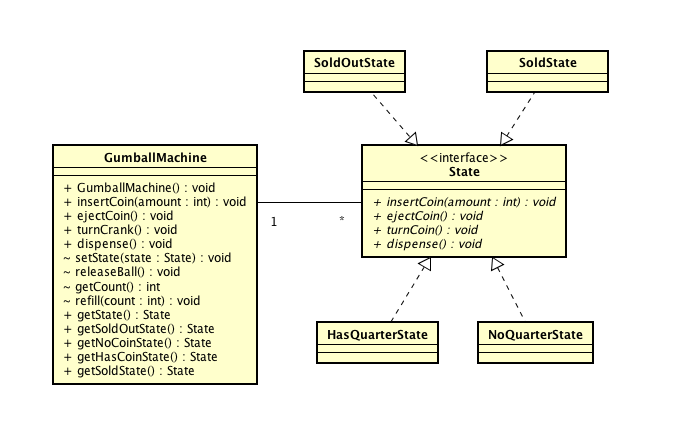 SoldOutState
SoldState
GumballMachine
+ GumballMachine() : void
+ insertCoin(amount : int) : void
+ ejectCoin() : void
+ turnCrank() : void
+ dispense() : void
~ setState(state : State) : void
~ releaseBall() : void
~ getCount() : int
~ refill(count : int) : void
+ getState() : State
+ getSoldOutState() : State
+ getNoCoinState() : State
+ getHasCoinState() : State
+ getSoldState() : State
1
*
<<interface>>
State
+ insertCoin(amount : int) : void
+ ejectCoin() : void
+ turnCoin() : void
+ dispense() : void
HasQuarterState
NoQuarterState